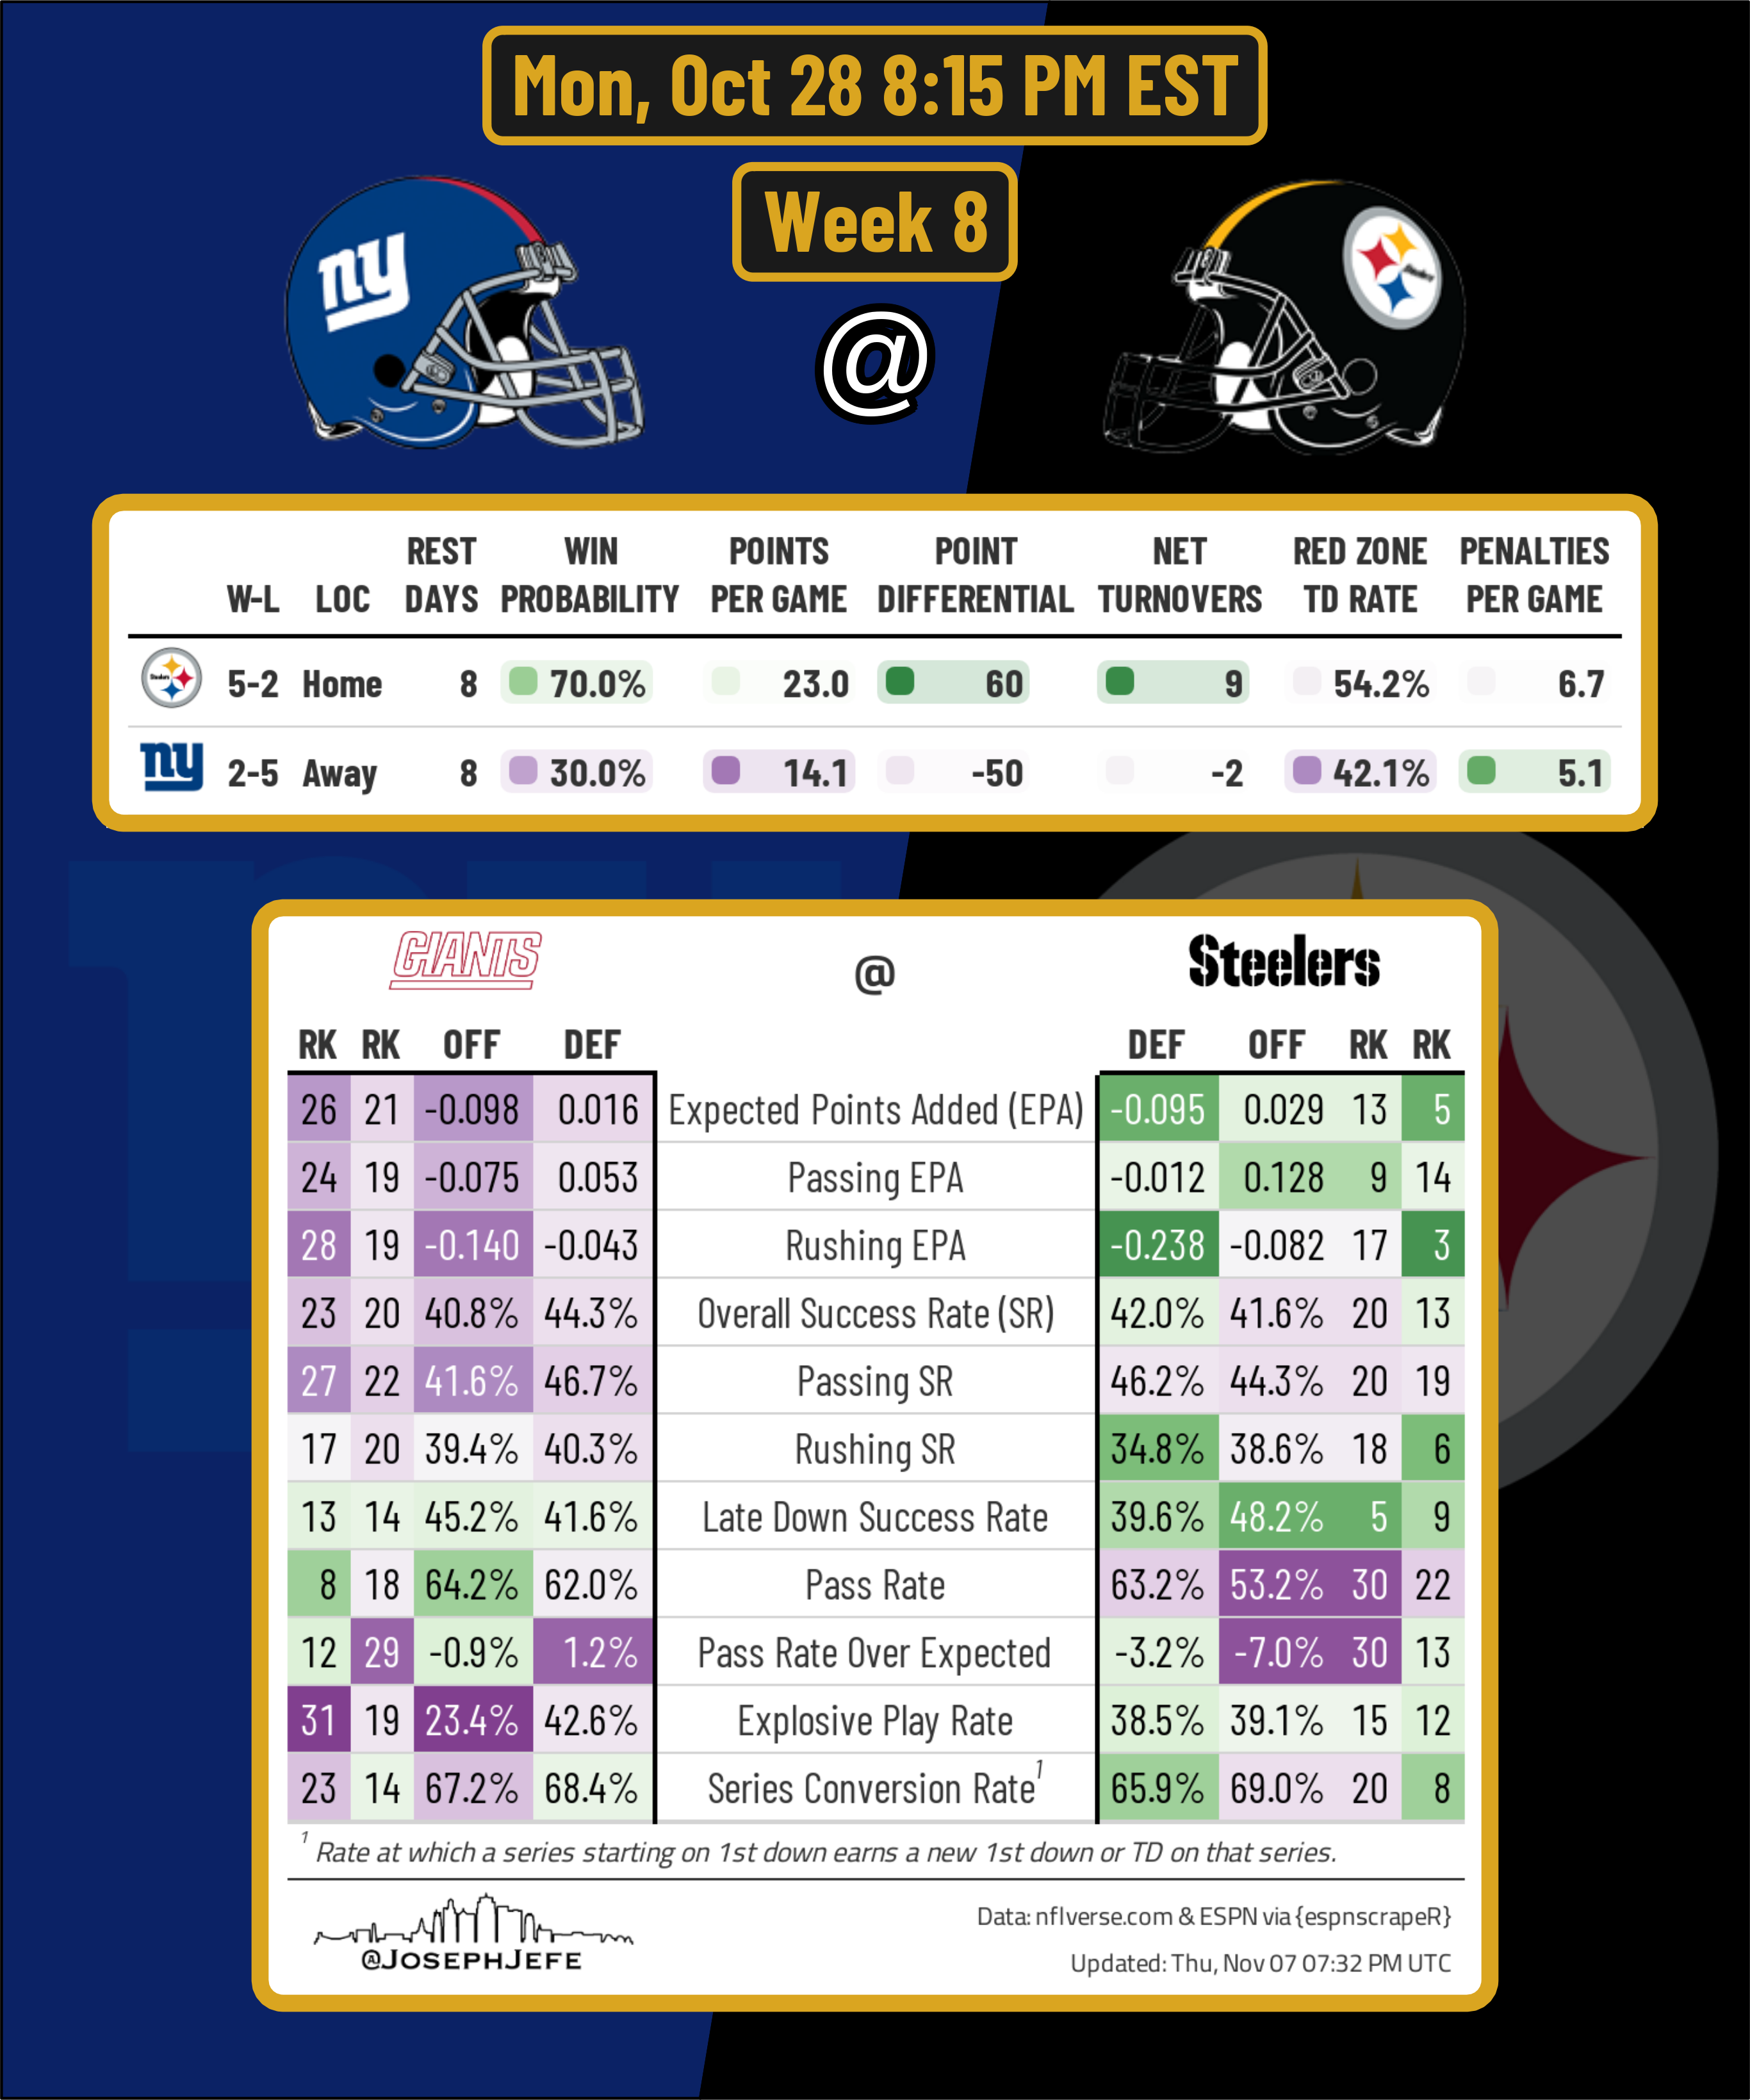 Mon, Oct 28 8:15 PM EST
Week 8
ny
@
REST WIN POINTS POINT NET RED ZONE PENALTIES
W-L LOC DAYS PROBABILITY PER GAME DIFFERENTIAL TURNOVERS TD RATE PER GAME
Steelers 5-2 Home 8 70.0% 23.0 60 9 54.2% 6.7
ny 2-5 Away 8 30.0% 14.1 -50 -2 42.1% 5.1
GIANTS @ Steelers
RK RK OFF DEF DEF OFF RK RK
26 21 -0.098 0.016 Expected Points Added (EPA) -0.095 0.029 13 5
24 19 -0.075 0.053 Passing EPA -0.012 0.128 9 14
28 19 -0.140 -0.043 Rushing EPA -0.238 -0.082 17 3
23 20 40.8% 44.3% Overall Success Rate (SR) 42.0% 41.6% 20 13
27 22 41.6% 46.7% Passing SR 46.2% 44.3% 20 19
17 20 39.4% 40.3% Rushing SR 34.8% 38.6% 18 6
13 14 45.2% 41.6% Late Down Success Rate 39.6% 48.2% 5 9
8 18 64.2% 62.0% Pass Rate 63.2% 53.2% 30 22
12 29 -0.9% 1.2% Pass Rate Over Expected -3.2% -7.0% 30 13
31 19 23.4% 42.6% Explosive Play Rate 38.5% 39.1% 15 12
23 14 67.2% 68.4% Series Conversion Rate¹ 65.9% 69.0% 20 8
¹ Rate at which a series starting on 1st down earns a new 1st down or TD on that series.
@JOSEPHJEFE
Data: nflverse.com & ESPN via {espnscrapeR}
Updated: Thu, Nov 07 07:32 PM UTC